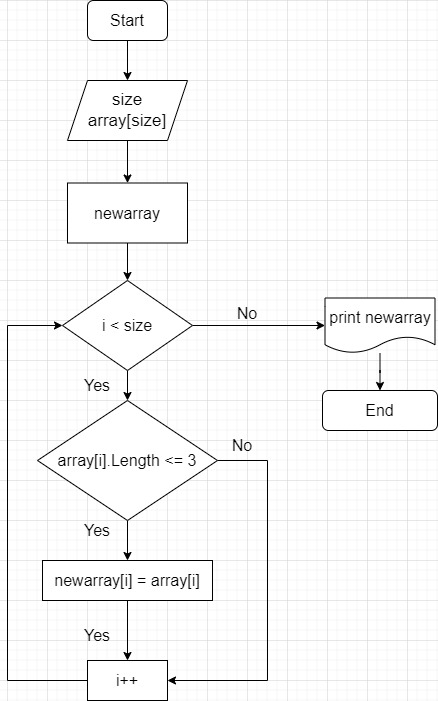 Start
size
array[size]
newarray
i < size
No
print newarray
End
Yes
array[i].Length <= 3
No
Yes
newarray[i] = array[i]
Yes
i++